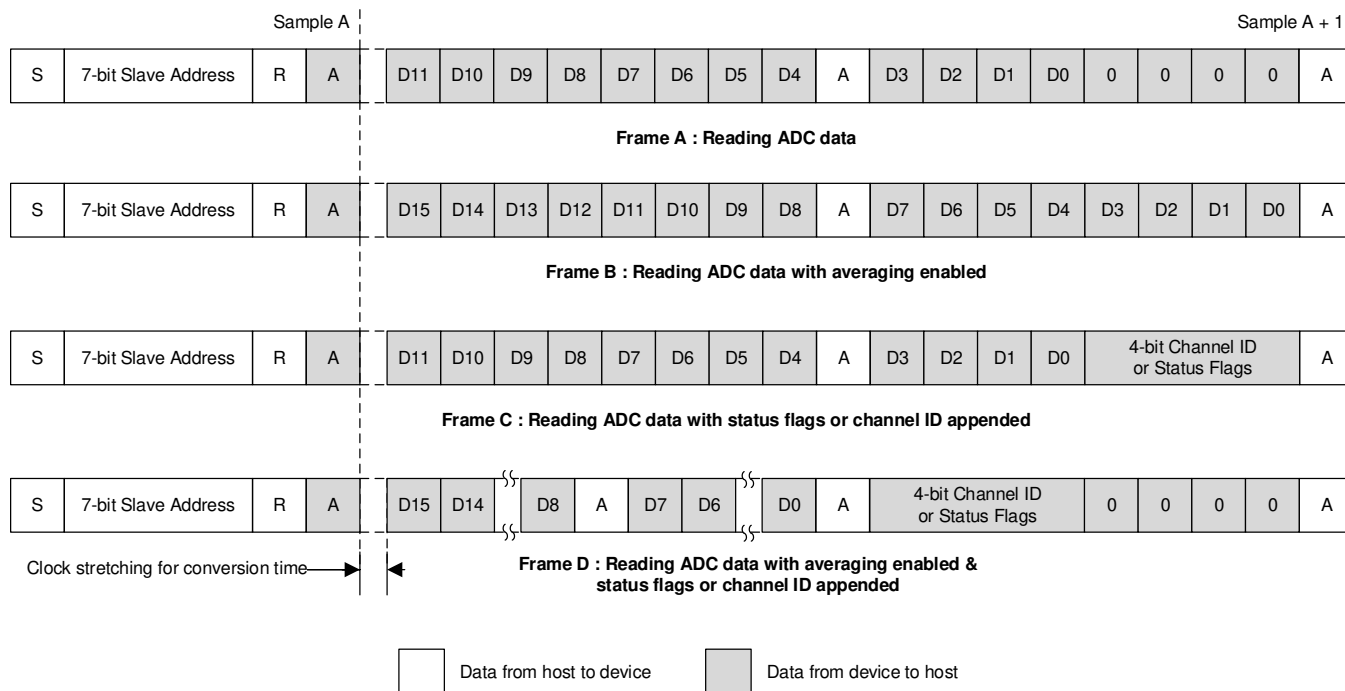 Sample A Sample A + 1
S 7-bit Slave Address R A D11 D10 D9 D8 D7 D6 D5 D4 A D3 D2 D1 D0 0 0 0 0 A
Frame A : Reading ADC data
S 7-bit Slave Address R A D15 D14 D13 D12 D11 D10 D9 D8 A D7 D6 D5 D4 D3 D2 D1 D0 A
Frame B : Reading ADC data with averaging enabled
S 7-bit Slave Address R A D11 D10 D9 D8 D7 D6 D5 D4 A D3 D2 D1 D0 4-bit Channel ID A
or Status Flags
Frame C : Reading ADC data with status flags or channel ID appended
S 7-bit Slave Address R A D15 D14 D8 A D7 D6 D0 A 4-bit Channel ID 0 0 0 0 A
or Status Flags
Clock stretching for conversion time
Frame D : Reading ADC data with averaging enabled &
status flags or channel ID appended
Data from host to device Data from device to host